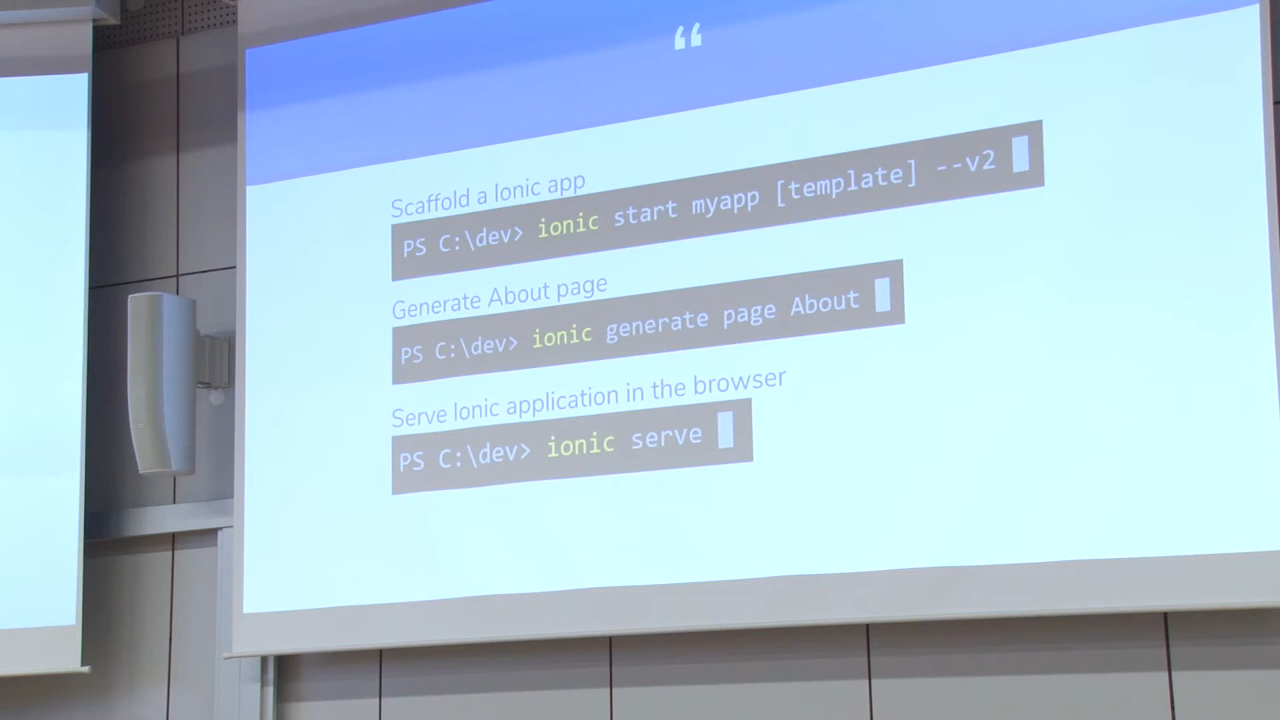 “
Scaffold a Ionic app
PS C:\dev> ionic start myapp [template] --v2
Generate About page
PS C:\dev> ionic generate page About
Serve Ionic application in the browser
PS C:\dev> ionic serve